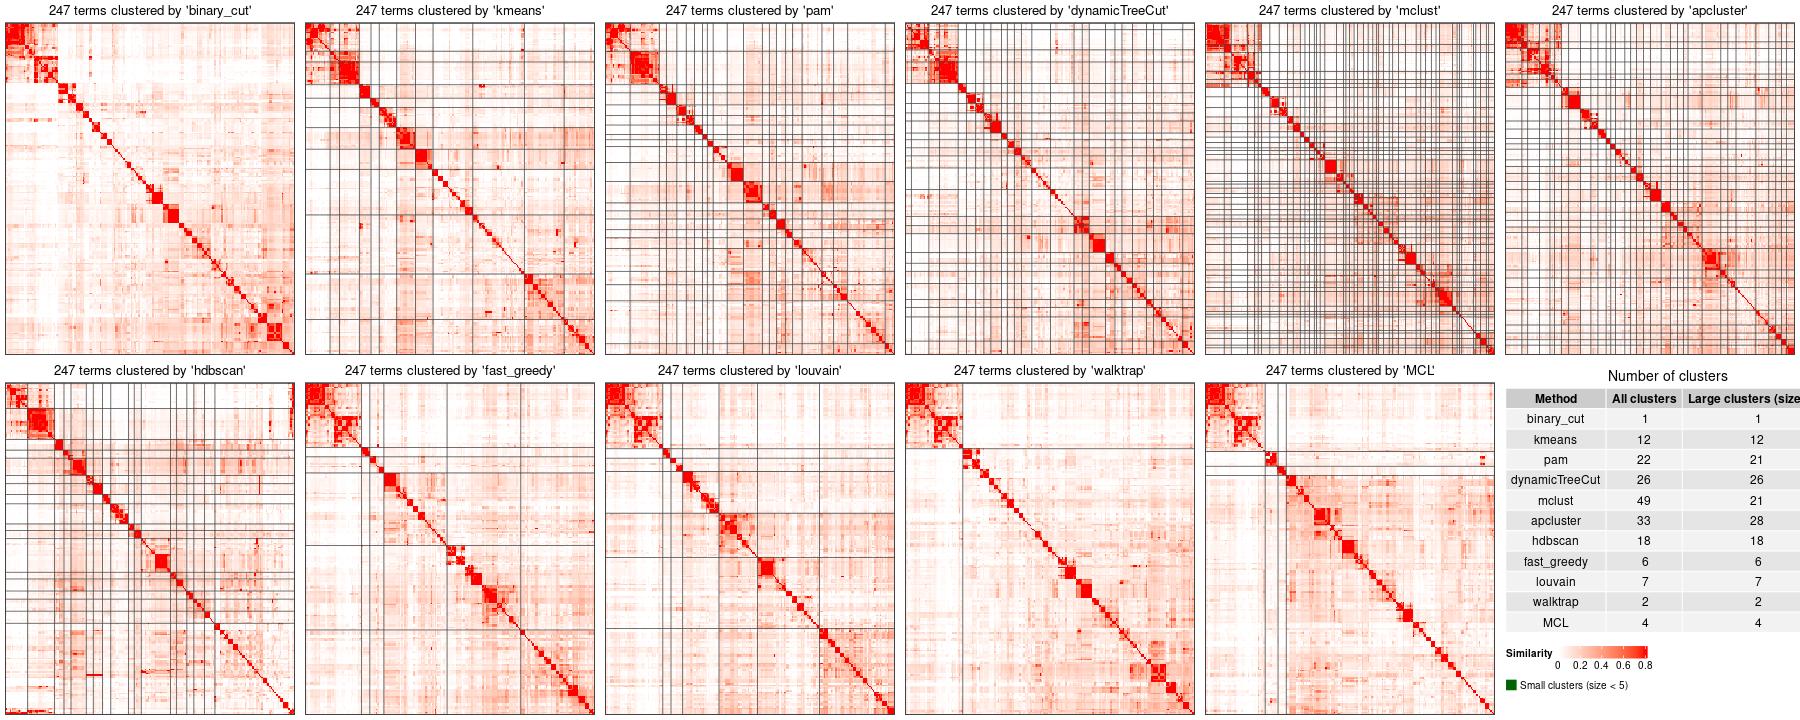 247 terms clustered by 'binary_cut'
247 terms clustered by 'kmeans'
247 terms clustered by 'pam'
247 terms clustered by 'dynamicTreeCut'
247 terms clustered by 'mclust'
247 terms clustered by 'apcluster'
247 terms clustered by 'hdbscan'
247 terms clustered by 'fast_greedy'
247 terms clustered by 'louvain'
247 terms clustered by 'walktrap'
247 terms clustered by 'MCL'
Number of clusters
Method All clusters Large clusters (size
binary_cut 1 1
kmeans 12 12
pam 22 21
dynamicTreeCut 26 26
mclust 49 21
apcluster 33 28
hdbscan 18 18
fast_greedy 6 6
louvain 7 7
walktrap 2 2
MCL 4 4
Similarity
0 0.2 0.4 0.6 0.8
Small clusters (size < 5)